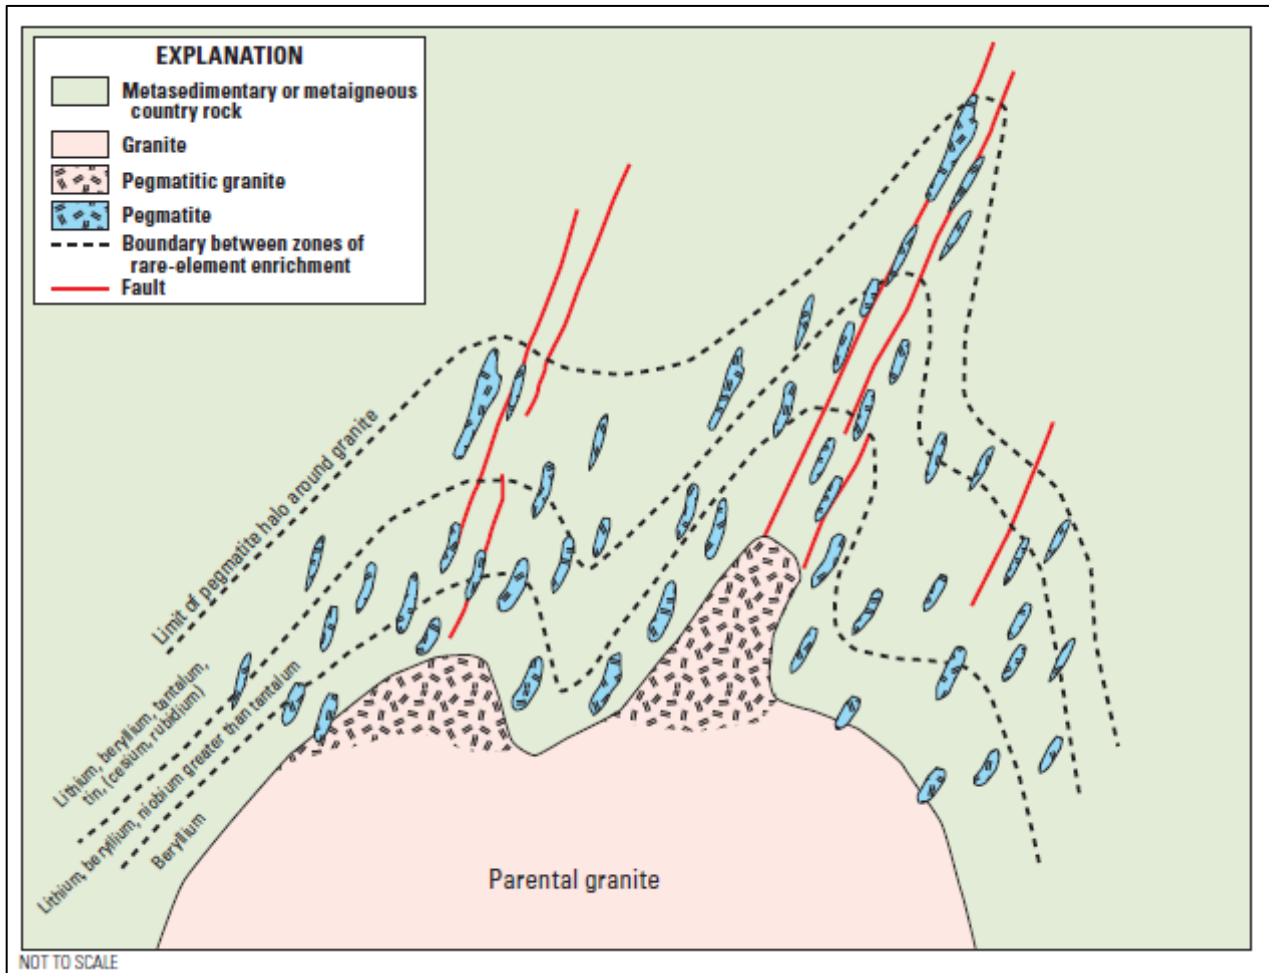 EXPLANATION
Metasedimentary or metaigneous
country rock
Granite
Pegmatitic granite
Pegmatite
Boundary between zones of
rare-element enrichment
Fault
Limit of pegmatite halo around granite
Lithium, beryllium, tantalum,
tin, (cesium, rubidium)
Lithium, beryllium, niobium greater than tantalum
Beryllium
Parental granite
NOT TO SCALE